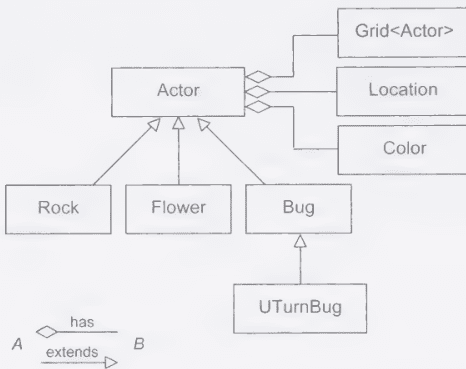 Grid<Actor>
Actor
Location
Color
Rock
Flower
Bug
UTurnBug
has
A
B
extends